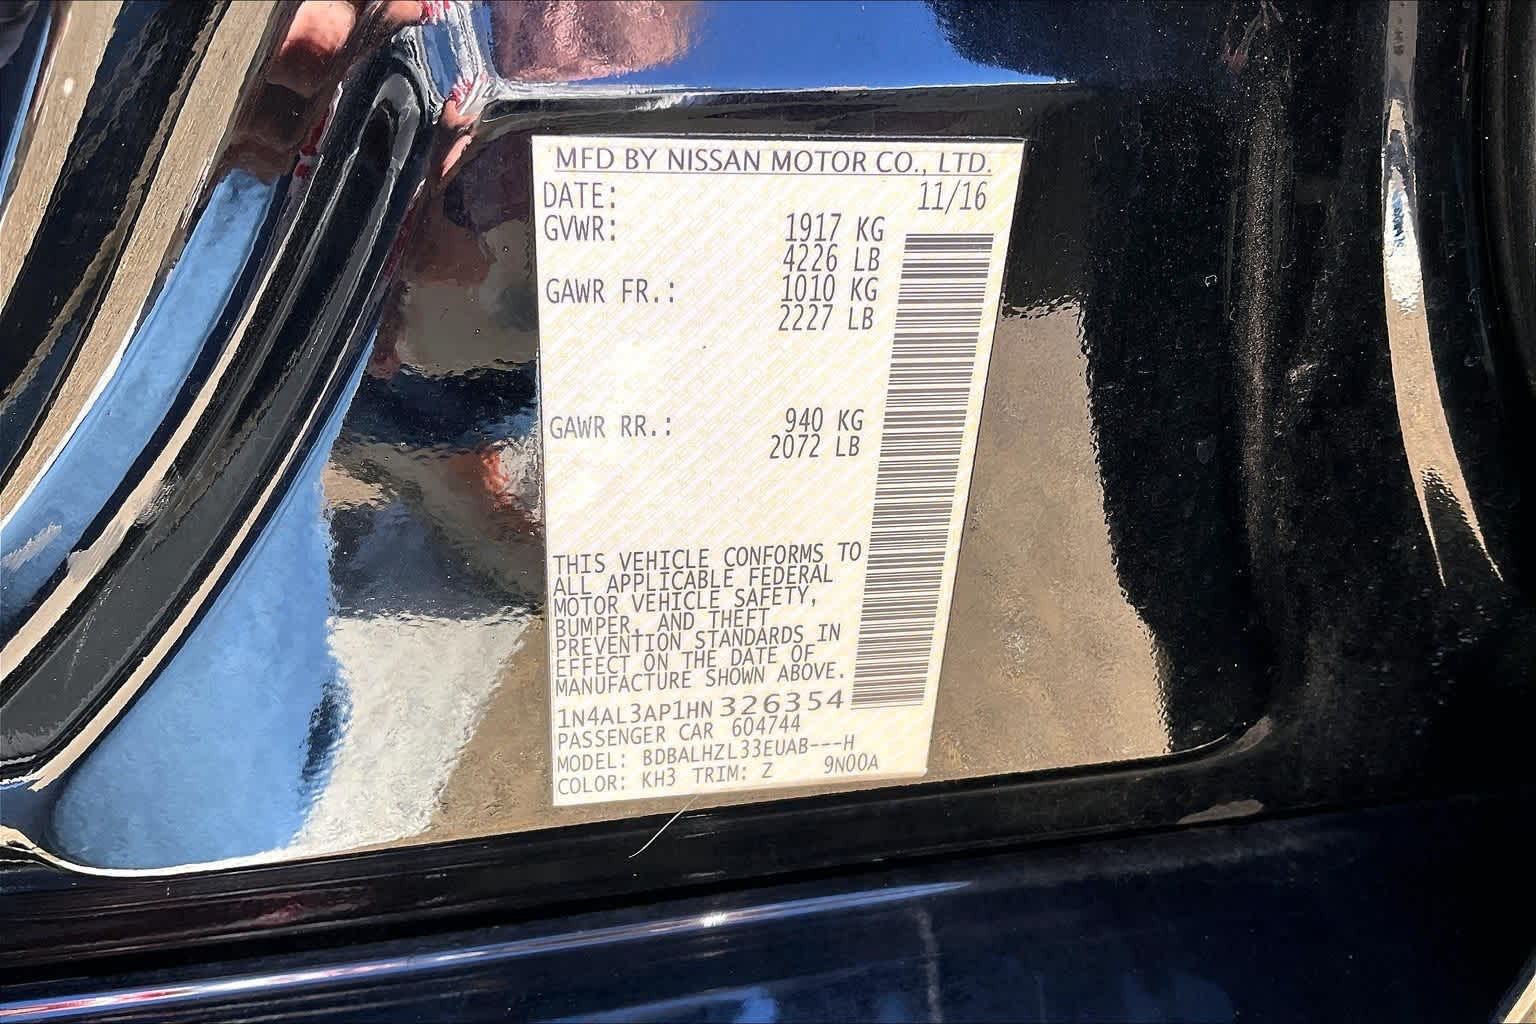 MFD BY NISSAN MOTOR CO., LTD.
DATE: 11/16
GVWR: 1917 KG
4226 LB
GAWR FR.: 1010 KG
2227 LB
GAWR RR.: 940 KG
2072 LB
THIS VEHICLE CONFORMS TO
ALL APPLICABLE FEDERAL
MOTOR VEHICLE SAFETY,
BUMPER, AND THEFT
PREVENTION STANDARDS IN
EFFECT ON THE DATE OF
MANUFACTURE SHOWN ABOVE.
1N4AL3AP1HN326354
PASSENGER CAR 604744
MODEL: BDBALHZL33EUAB---H
COLOR: KH3 TRIM: Z 9N00A